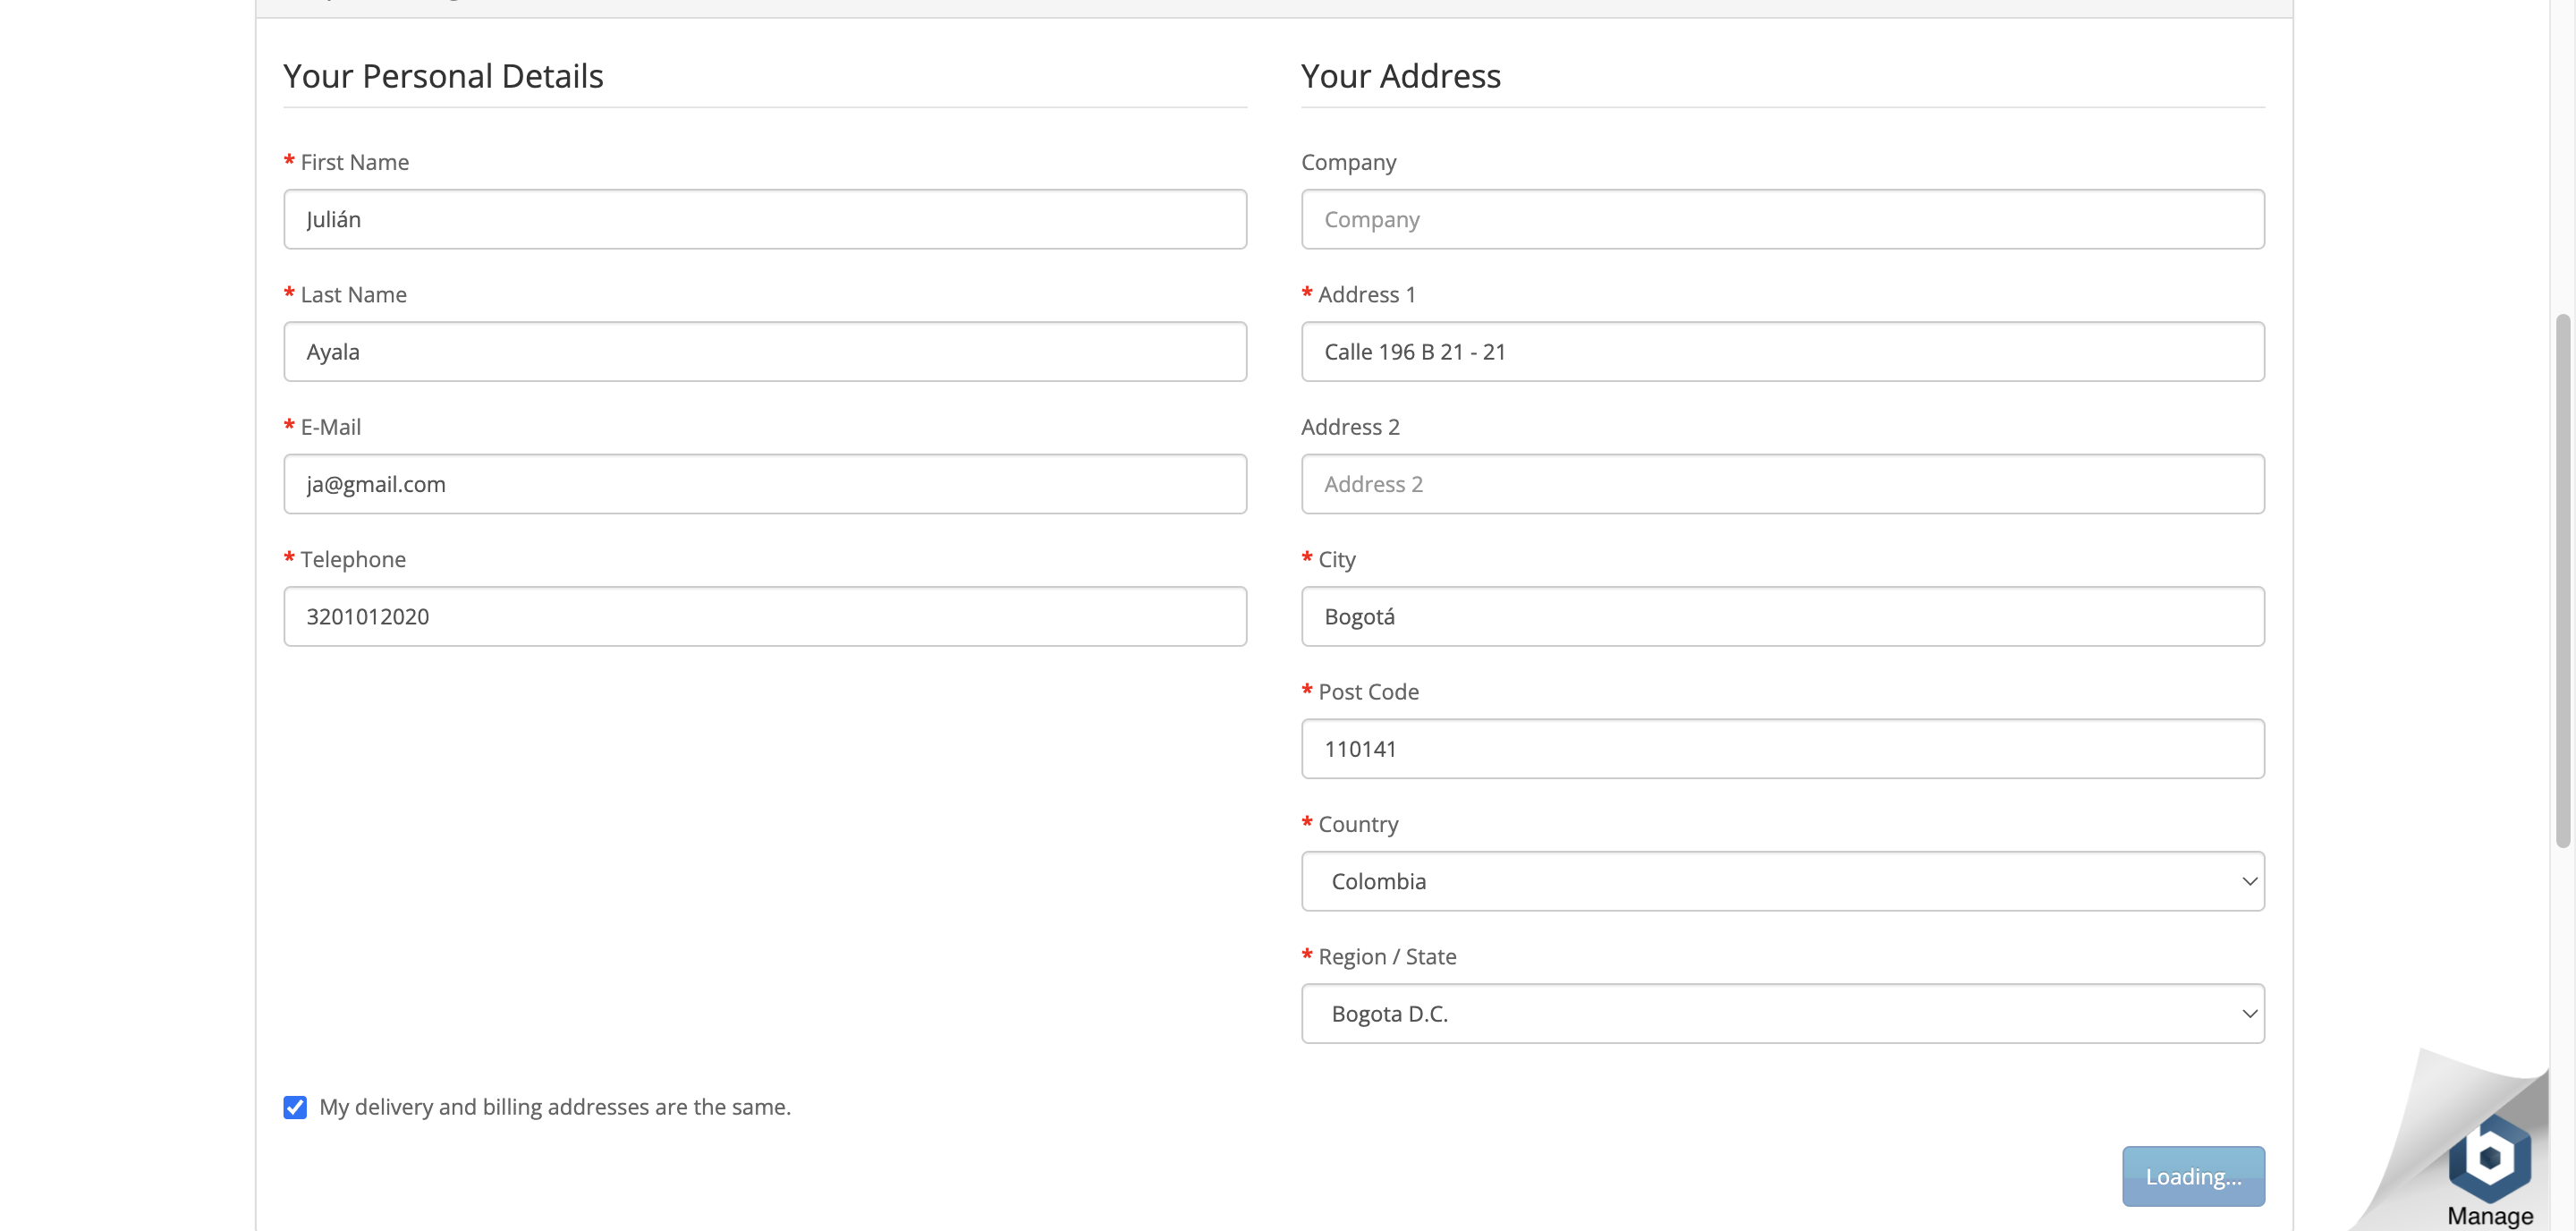 Your Personal Details
* First Name
Julián
* Last Name
Ayala
* E-Mail
ja@gmail.com
* Telephone
3201012020
Your Address
Company
Company
* Address 1
Calle 196 B 21 - 21
Address 2
Address 2
* City
Bogotá
* Post Code
110141
* Country
Colombia
* Region / State
Bogota D.C.
My delivery and billing addresses are the same.
Loading...
Manage